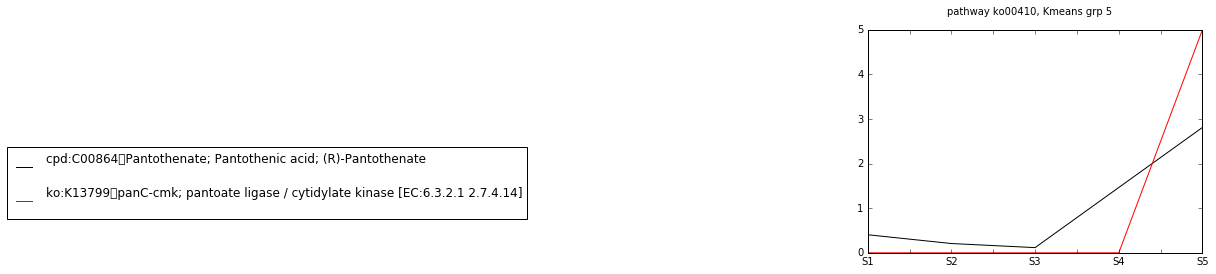 pathway ko00410, Kmeans grp 5
5
4
3
2
1
0
S1 S2 S3 S4 S5
cpd:C00864▯Pantothenate; Pantothenic acid; (R)-Pantothenate
ko:K13799▯panC-cmk; pantoate ligase / cytidylate kinase [EC:6.3.2.1 2.7.4.14]